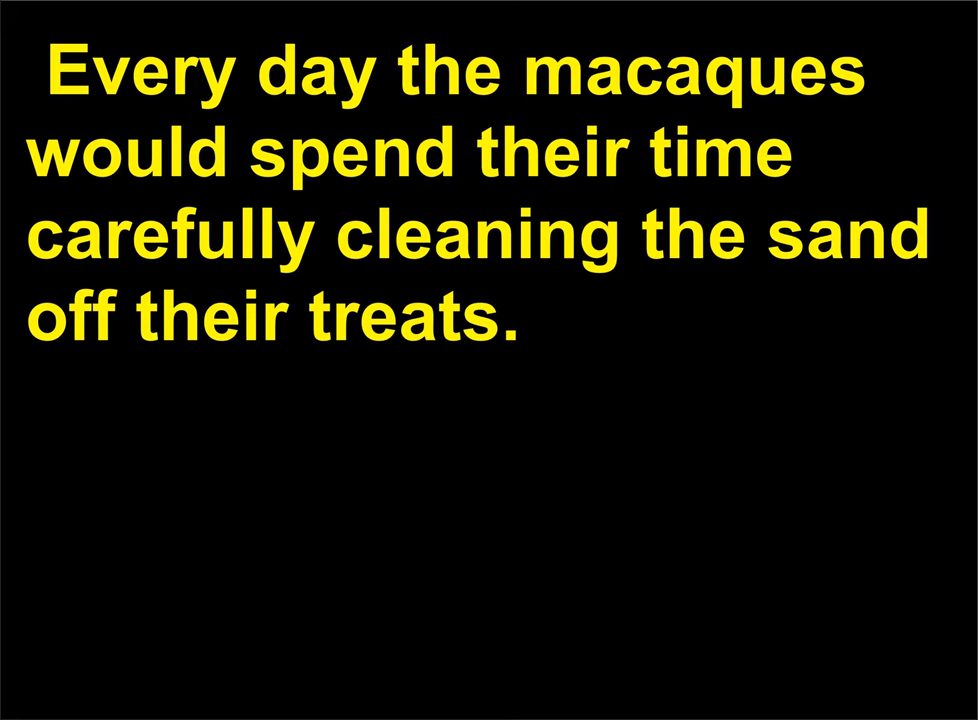 Every day the macaques
would spend their time
carefully cleaning the sand
off their treats.